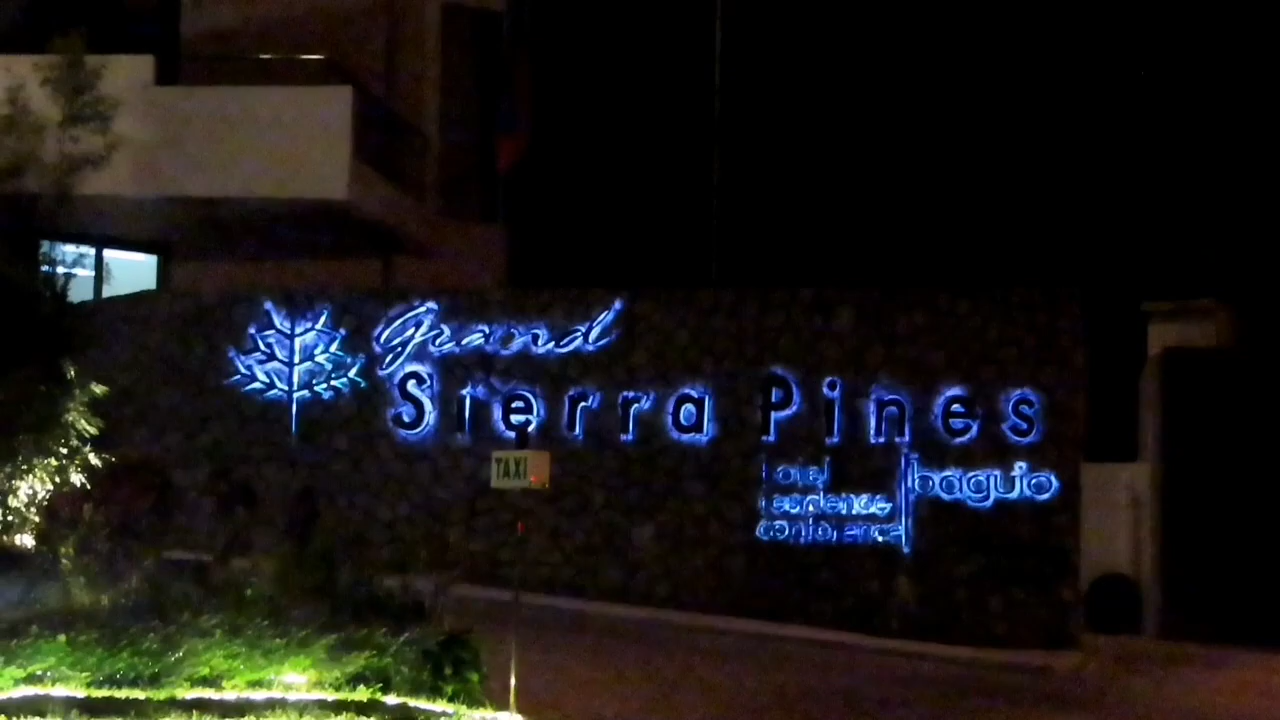 Grand
Sierra Pines
TAXI
hotel
residence
conference
baguio